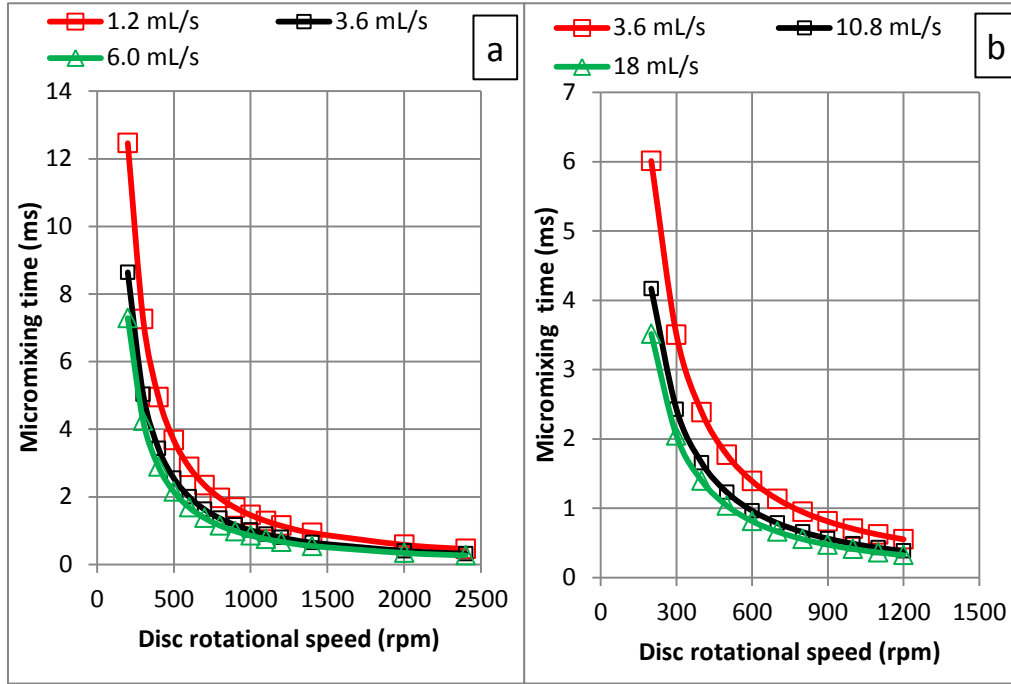 1.2 mL/s 3.6 mL/s
6.0 mL/s
a
14
12
10
8
6
4
2
0
Micromixing time (ms)
0 500 1000 1500 2000 2500
Disc rotational speed (rpm)
3.6 mL/s 10.8 mL/s
18 mL/s
b
7
6
5
4
3
2
1
0
Micromixing time (ms)
0 300 600 900 1200 1500
Disc rotational speed (rpm)